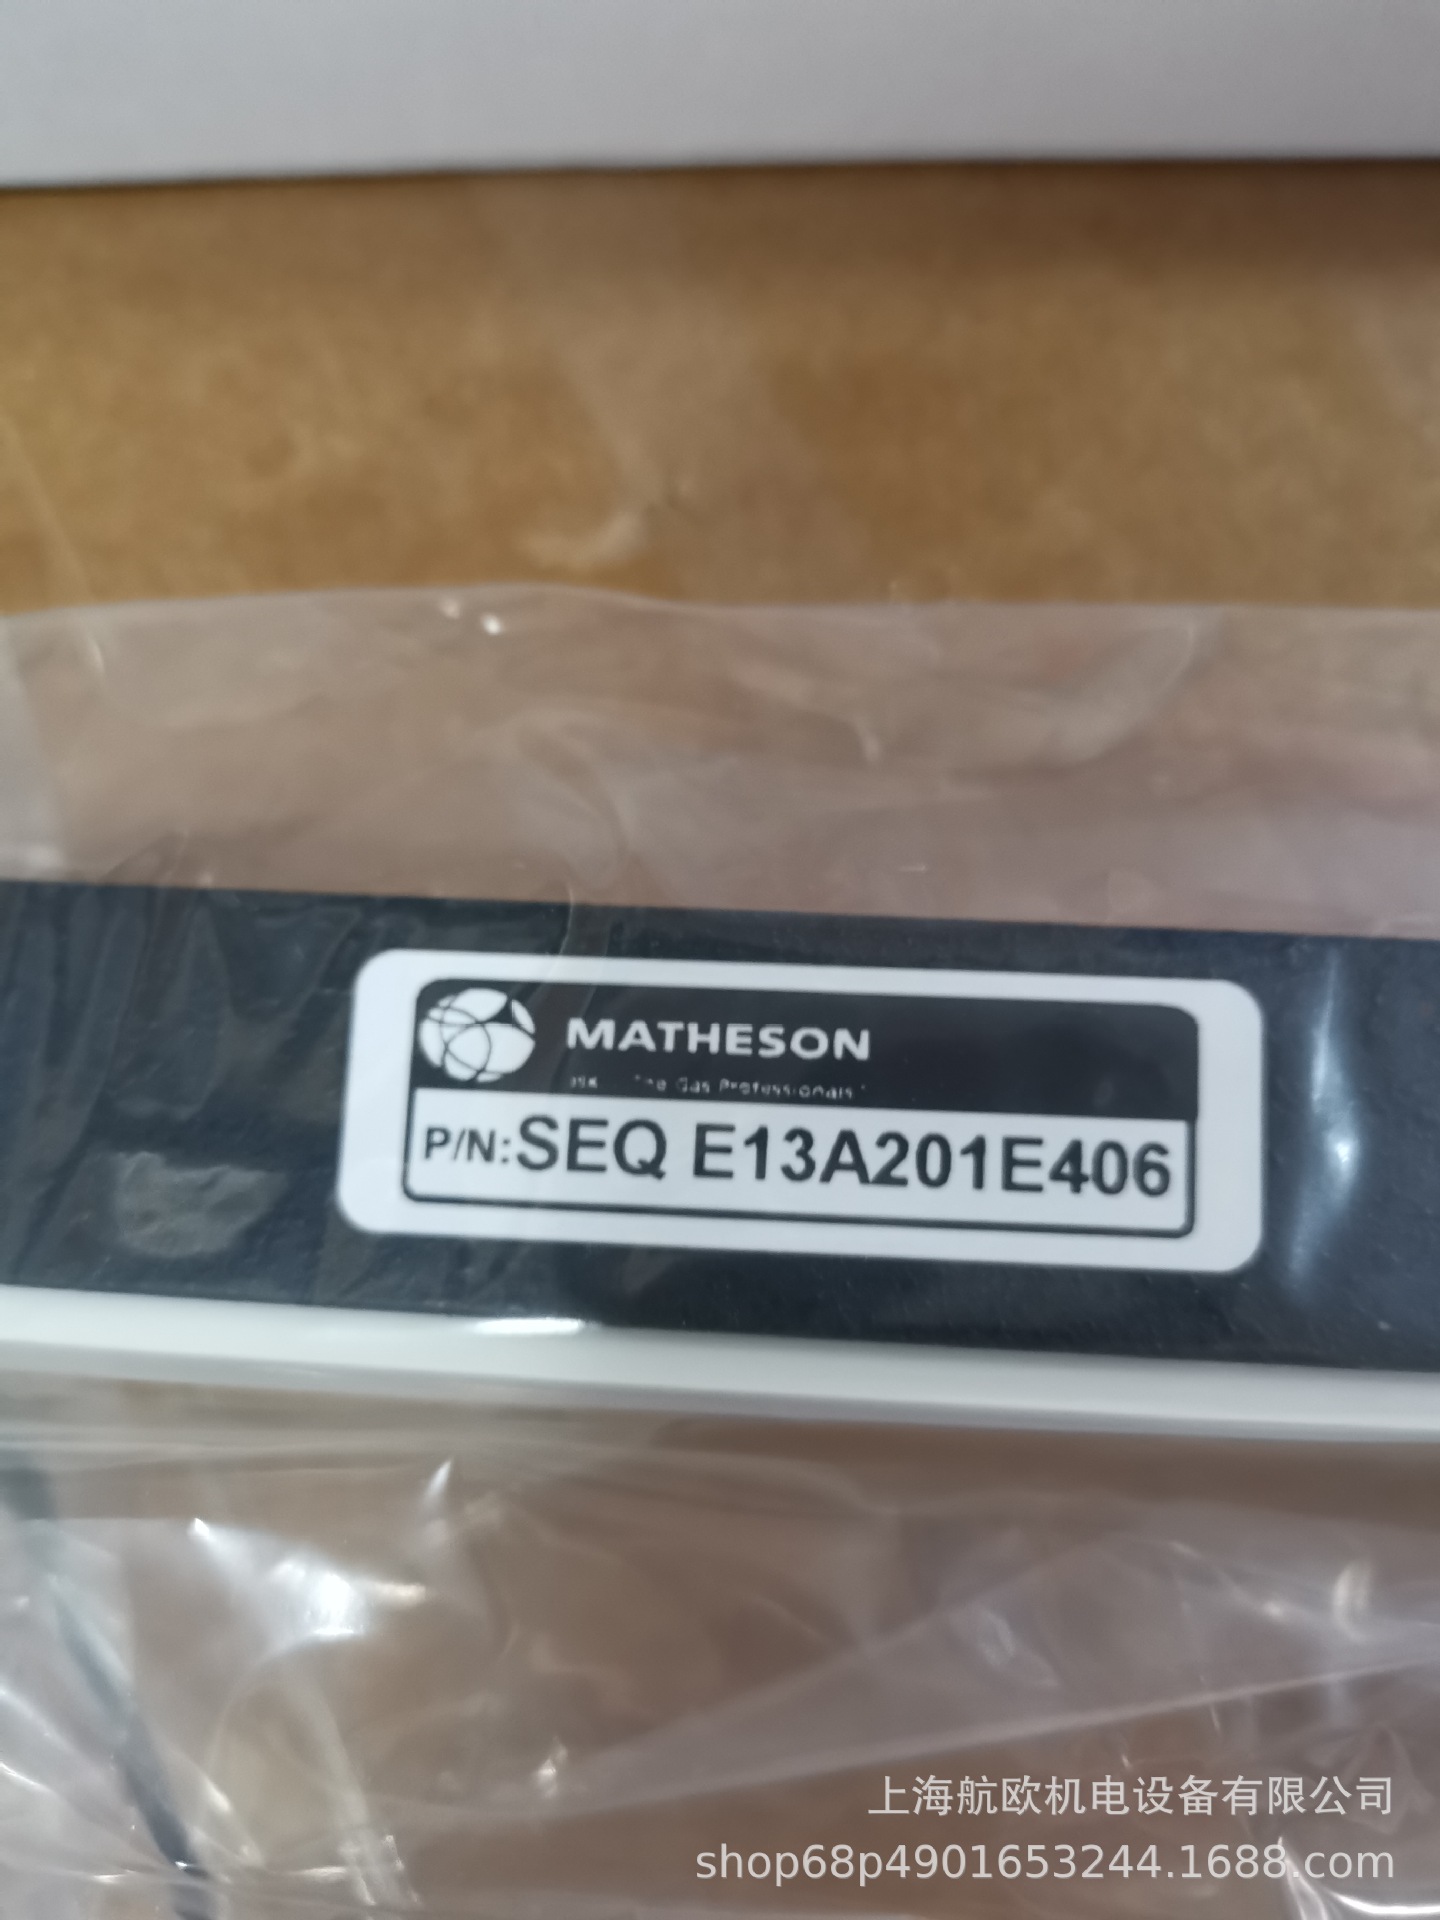 MATHESON
The Gas Professionals
P/N:SEQ E13A201E406
上海航欧机电设备有限公司
shop68p4901653244.1688.com